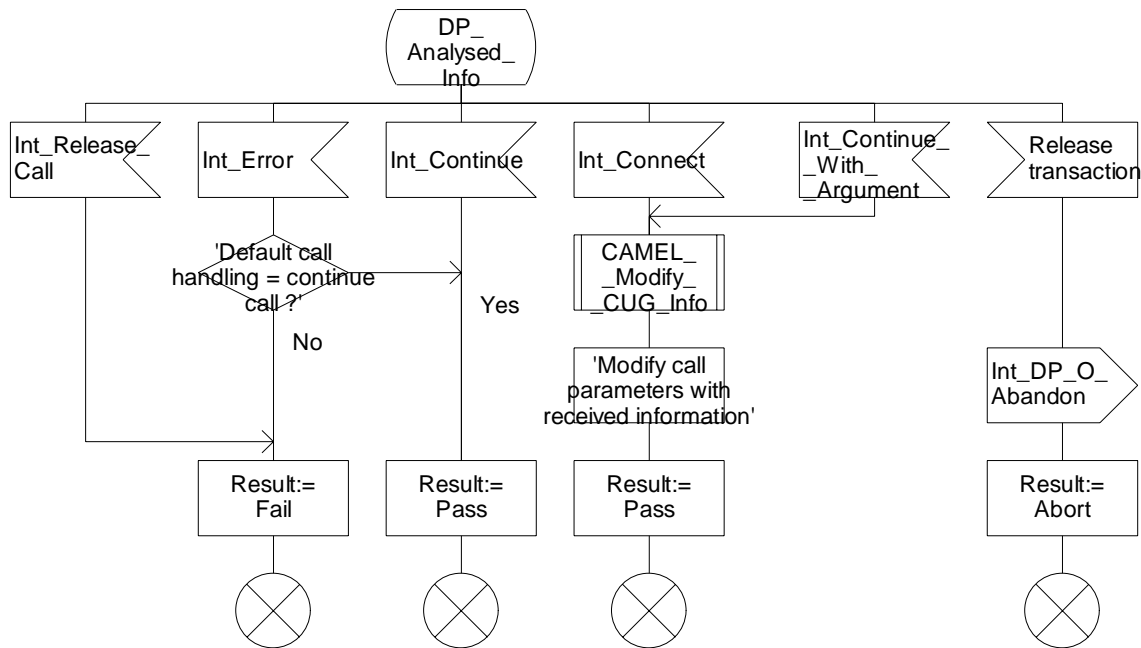 DP_
Analysed_
Info
Int_Release_
Call
Int_Error
Int_Continue
Int_Connect
Int_Continue_
_With_
_Argument
Release
transaction
'Default call
handling = continue
call ?'
Yes
No
CAMEL_
_Modify_
_CUG_Info
'Modify call
parameters with
received information'
Int_DP_O_
Abandon
Result:=
Fail
Result:=
Pass
Result:=
Pass
Result:=
Abort